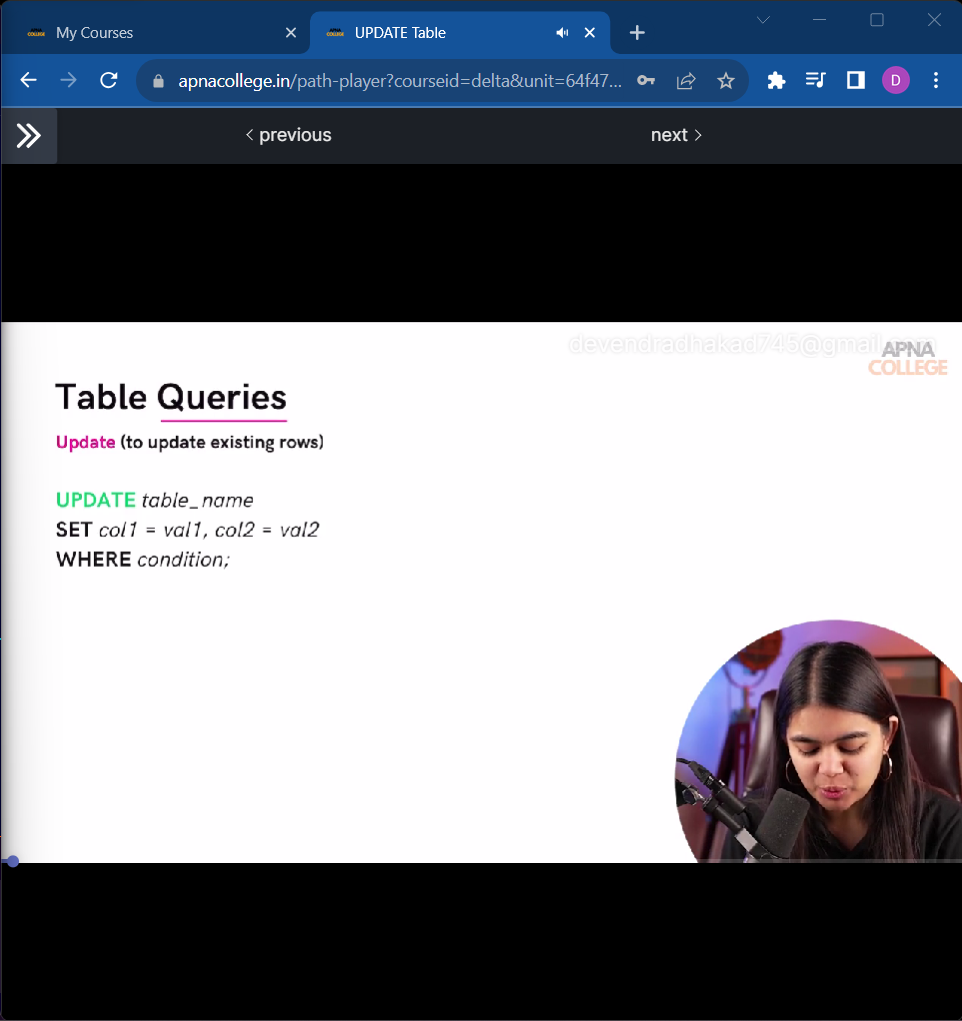 My Courses
UPDATE Table
apnacollege.in/path-player?courseid=delta&unit=64f47...
D
previous
next
devendradhakad745@gmail
APNA
COLLEGE
Table Queries
Update (to update existing rows)
UPDATE table_name
SET col1 = val1, col2 = val2
WHERE condition;